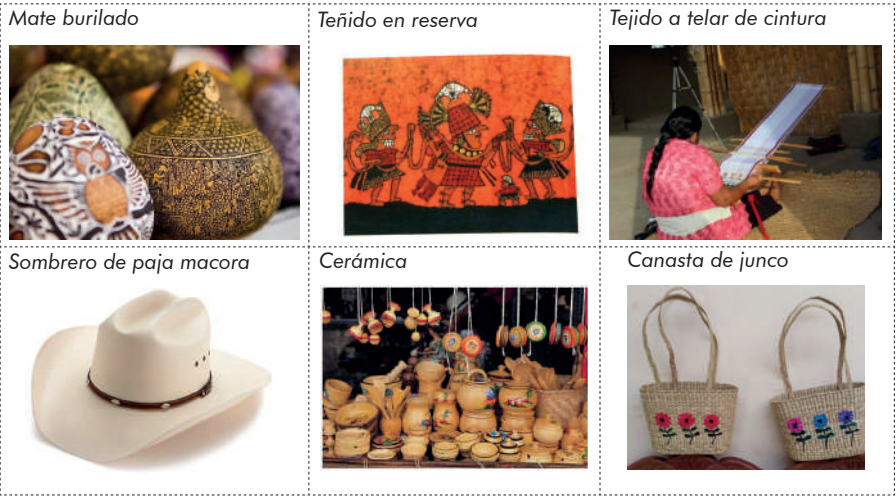 Mate burilado
Teñido en reserva
Tejido a telar de cintura
Sombrero de paja macora
Cerámica
Canasta de junco